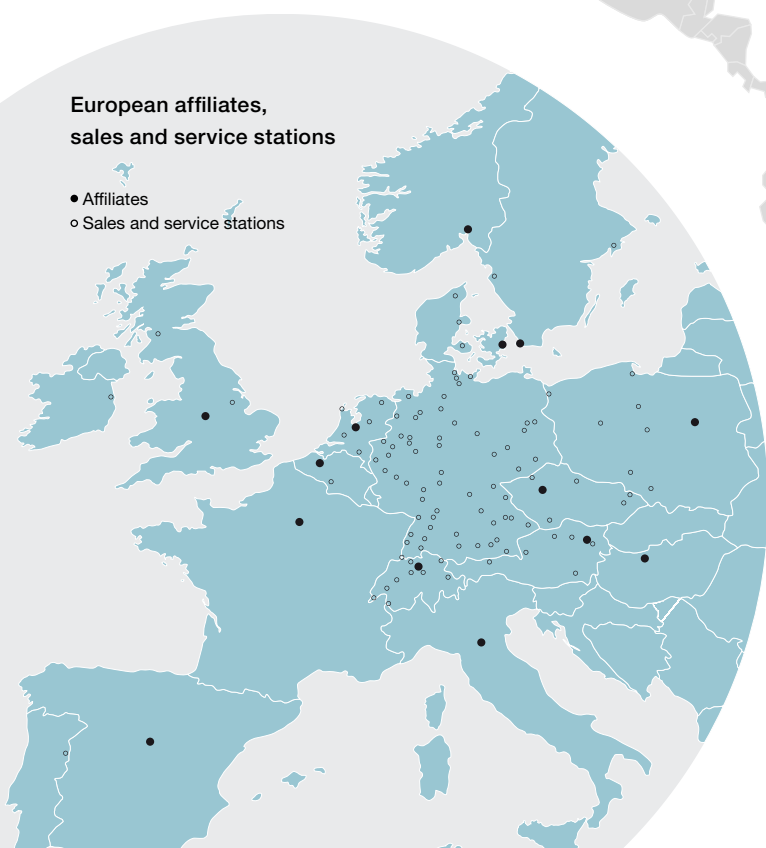 European affiliates,
sales and service stations
Affiliates
Sales and service stations